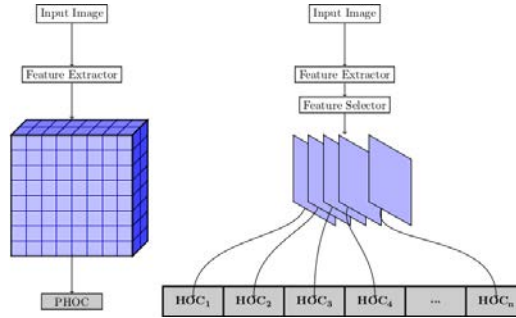 Input Image
Feature Extractor
PHOC
Input Image
Feature Extractor
Feature Selector
HOC₁ HOC₂ HOC₃ HOC₄ ... HOCₙ